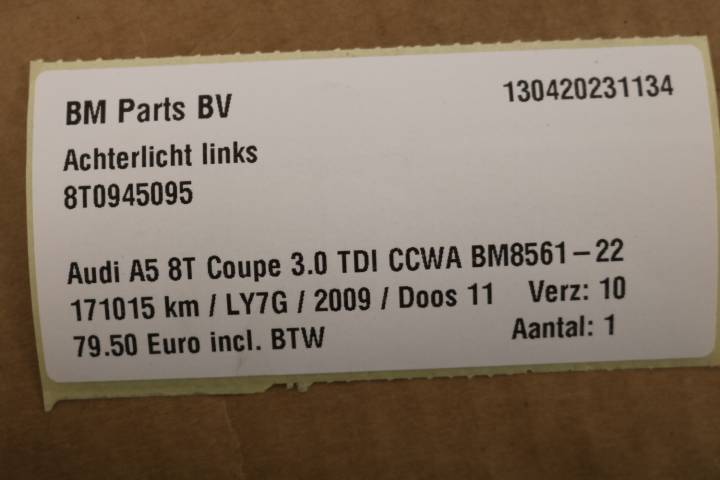 BM Parts BV 130420231134
Achterlicht links
8T0945095
Audi A5 8T Coupe 3.0 TDI CCWA BM8561-22
171015 km / LY7G / 2009 / Doos 11 Verz: 10
79.50 Euro incl. BTW Aantal: 1